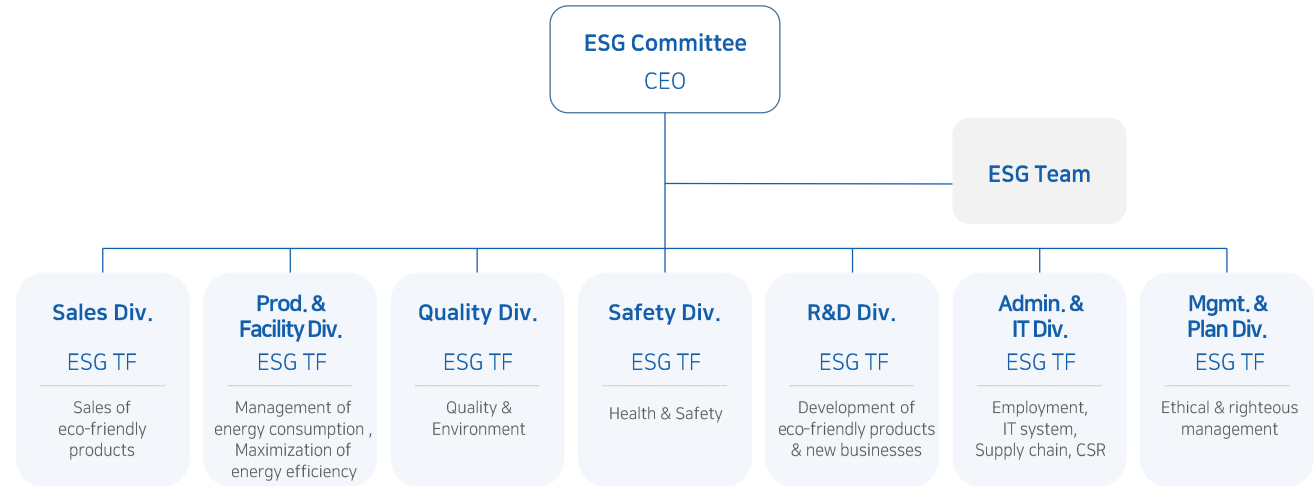 ESG Committee
CEO
ESG Team
Sales Div.
ESG TF
Sales of
eco-friendly
products
Prod. &
Facility Div.
ESG TF
Management of
energy consumption ,
Maximization of
energy efficiency
Quality Div.
ESG TF
Quality &
Environment
Safety Div.
ESG TF
Health & Safety
R&D Div.
ESG TF
Development of
eco-friendly products
& new businesses
Admin. &
IT Div.
ESG TF
Employment,
IT system,
Supply chain, CSR
Mgmt. &
Plan Div.
ESG TF
Ethical & righteous
management